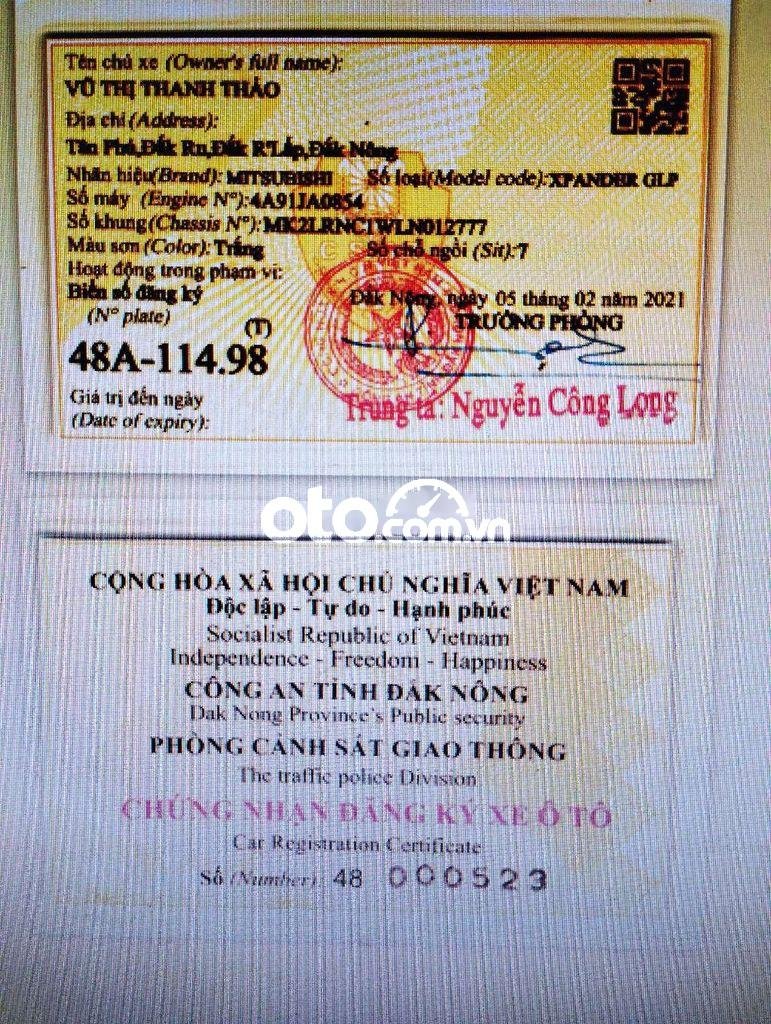 Tên chủ xe (Owner's full name):
VŨ THỊ THANH THẢO
Địa chỉ (Address):
Tân Phú,Đắk Rn,Đắk R'Lấp,Đắk Nông
Nhãn hiệu(Brand): MITSUBISHI Số loại(Model code):XPANDER GLP
Số máy (Engine Nº):4A91JA0854
Số khung(Chassis Nº):MK2LRNC1WLN012777
Màu sơn(Color): Trắng Số chỗ ngồi (Sit):7
Hoạt động trong phạm vi:
Biển số đăng ký Đăk Nông, ngày 05 tháng 02 năm 2021
(Nº plate) (T) TRƯỞNG PHÒNG
48A-114.98
Giá trị đến ngày Trung tá: Nguyễn Công Long
(Date of expiry):
oto.com.vn
CỘNG HÒA XÃ HỘI CHỦ NGHĨA VIỆT NAM
Độc lập - Tự do - Hạnh phúc
Socialist Republic of Vietnam
Independence - Freedom - Happiness
CÔNG AN TỈNH ĐẮK NÔNG
Dak Nong Province's Public security
PHÒNG CẢNH SÁT GIAO THÔNG
The traffic police Division
CHỨNG NHẬN ĐĂNG KÝ XE Ô TÔ
Car Registration Certificate
Số (Number) 48 000523